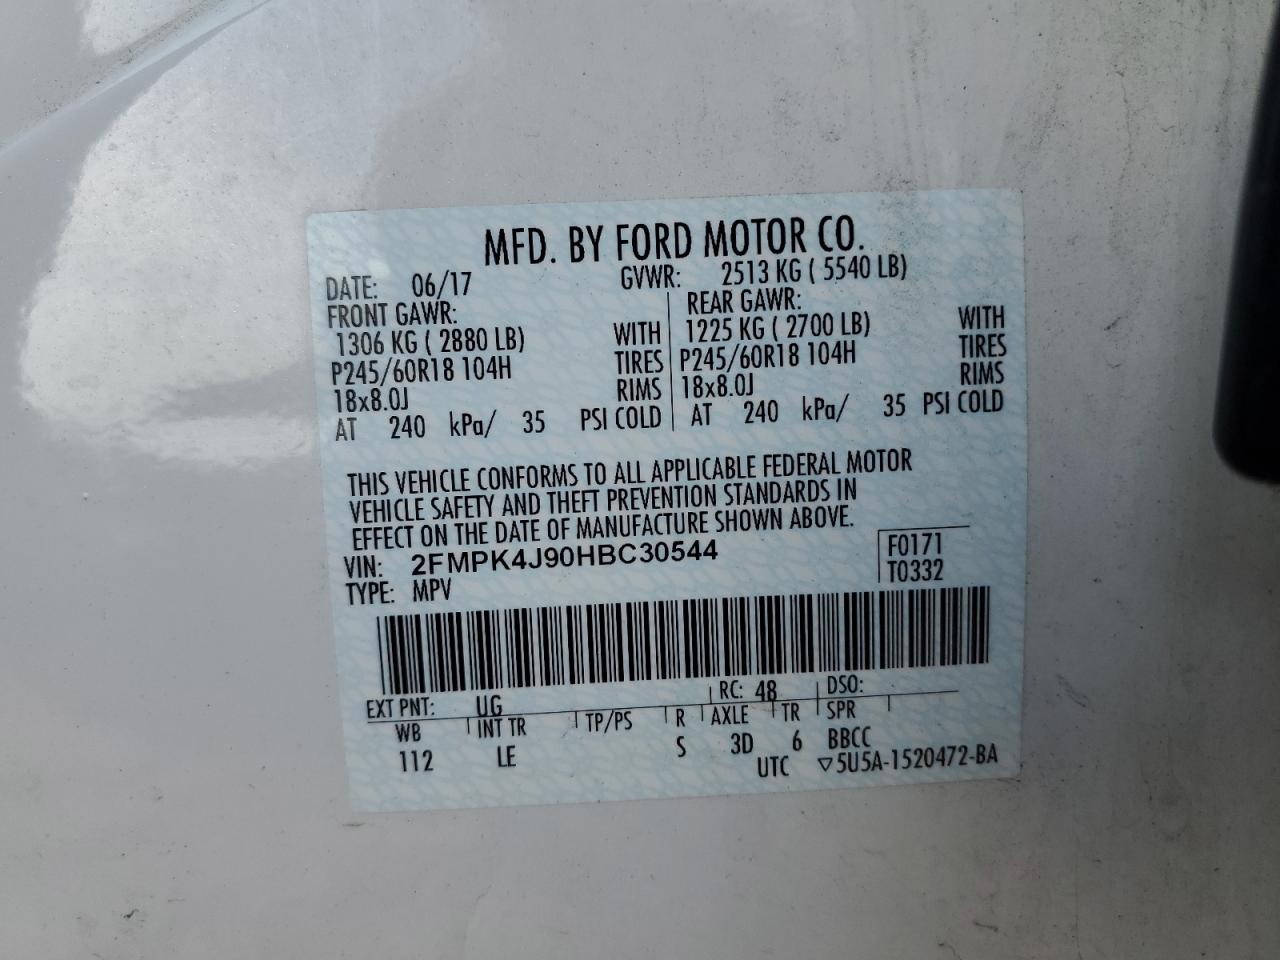 MFD. BY FORD MOTOR CO.
DATE: 06/17 GVWR: 2513 KG ( 5540 LB)
FRONT GAWR: REAR GAWR:
1306 KG ( 2880 LB) WITH 1225 KG ( 2700 LB) WITH
P245/60R18 104H TIRES P245/60R18 104H TIRES
18x8.0J RIMS 18x8.0J RIMS
AT 240 kPa/ 35 PSI COLD AT 240 kPa/ 35 PSI COLD
THIS VEHICLE CONFORMS TO ALL APPLICABLE FEDERAL MOTOR
VEHICLE SAFETY AND THEFT PREVENTION STANDARDS IN
EFFECT ON THE DATE OF MANUFACTURE SHOWN ABOVE.
VIN: 2FMPK4J90HBC30544 F0171
TYPE: MPV T0332
EXT PNT: UG RC: 48 DSO:
WB INT TR TP/PS R AXLE TR SPR
112 LE S 3D 6 BBCC
UTC ▽5U5A-1520472-BA